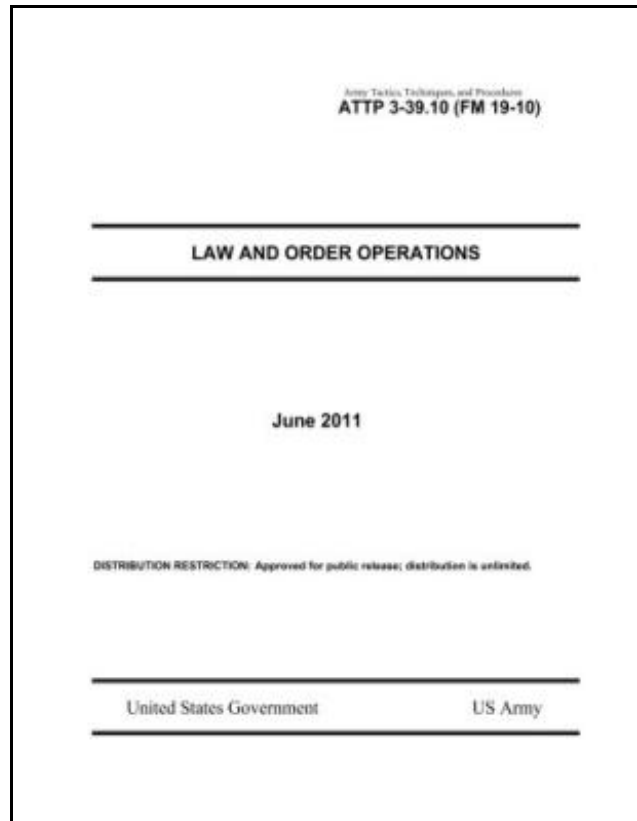 Army Tactics, Techniques, and Procedures
ATTP 3-39.10 (FM 19-10)
LAW AND ORDER OPERATIONS
June 2011
DISTRIBUTION RESTRICTION: Approved for public release; distribution is unlimited.
United States Government US Army